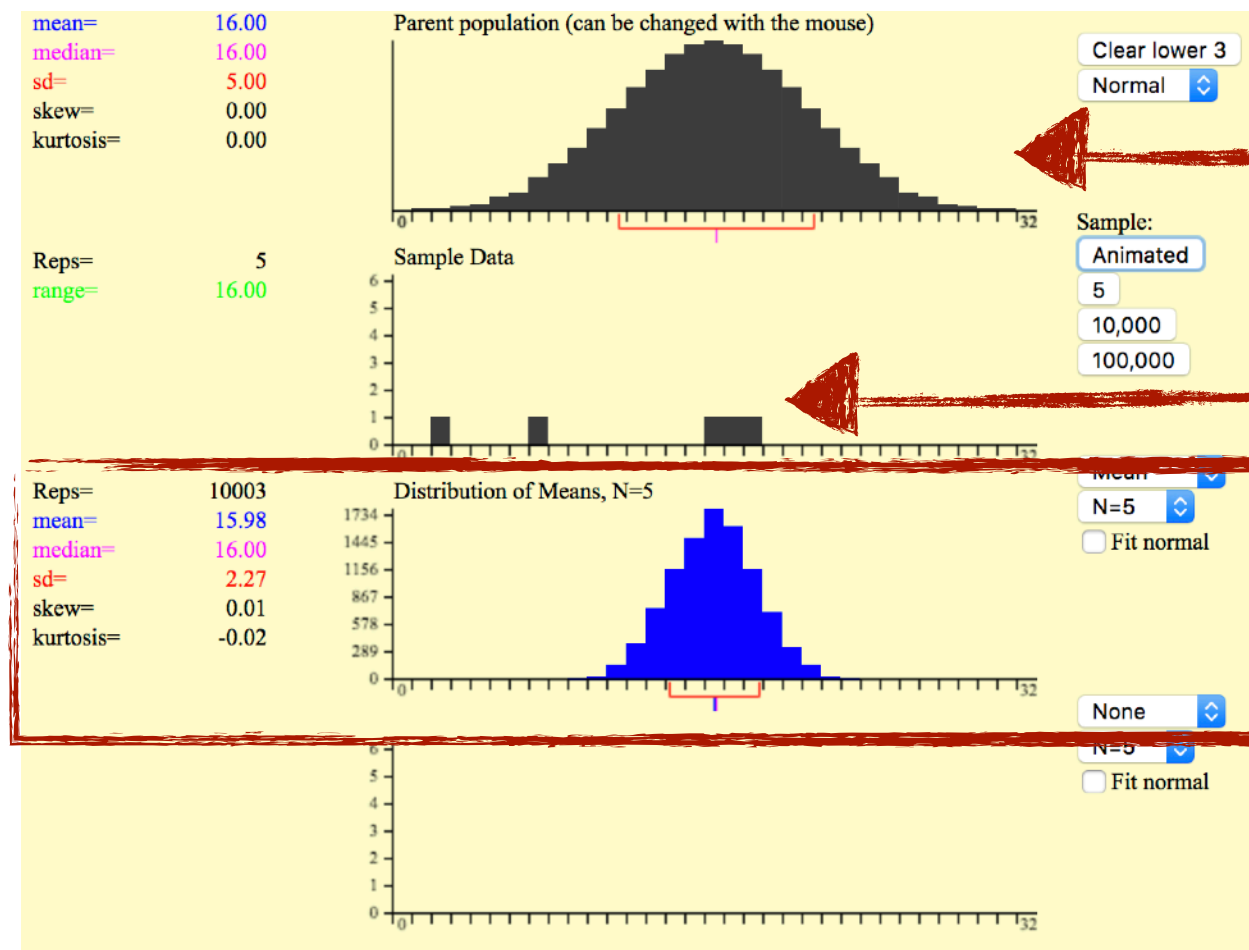 mean= 16.00
median= 16.00
sd= 5.00
skew= 0.00
kurtosis= 0.00
Parent population (can be changed with the mouse)
0 32
Clear lower 3
Normal
Reps= 5
range= 16.00
Sample Data
6
5
4
3
2
1
0
Sample:
Animated
5
10,000
100,000
Reps= 10003
mean= 15.98
median= 16.00
sd= 2.27
skew= 0.01
kurtosis= -0.02
Distribution of Means, N=5
1734
1445
1156
867
578
289
0
0 32
Mean
N=5
Fit normal
None
N=5
Fit normal
6
5
4
3
2
1
0
0 32